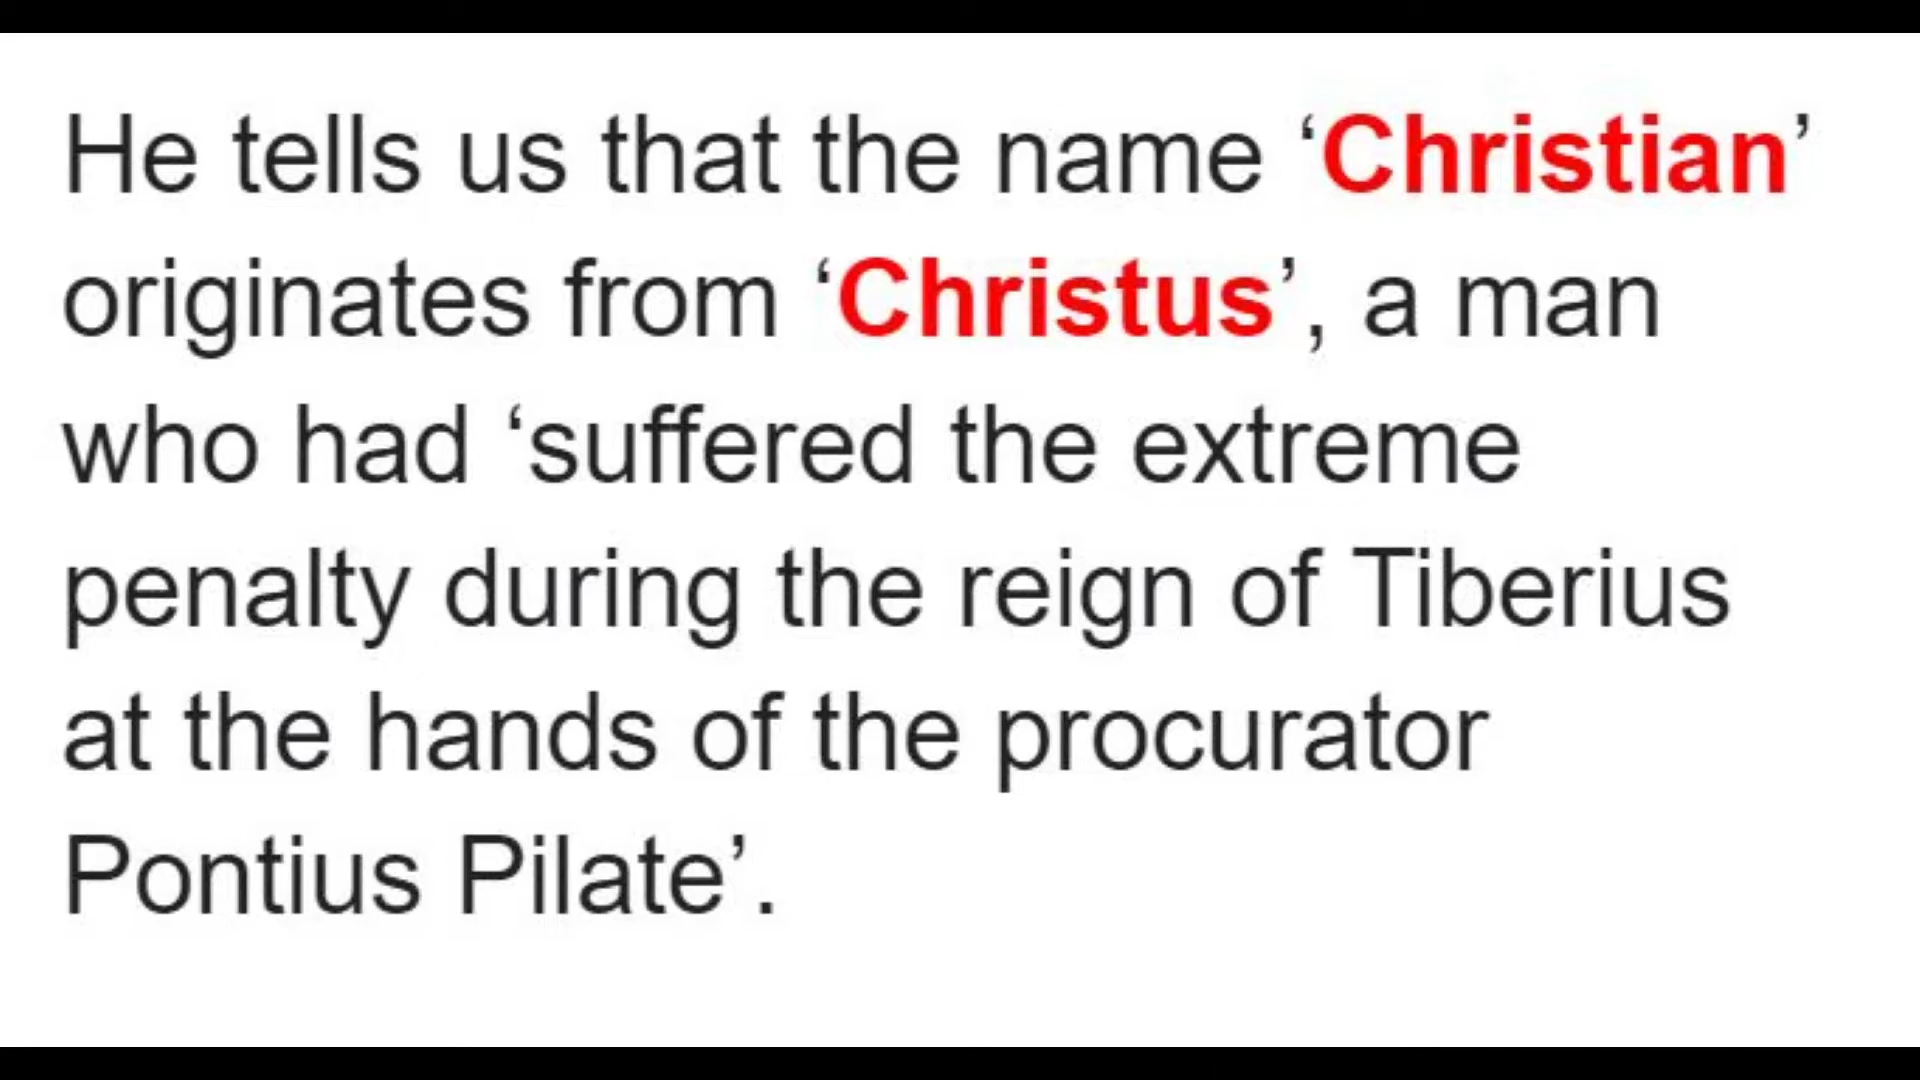 He tells us that the name ‘Christian’
originates from ‘Christus’, a man
who had ‘suffered the extreme
penalty during the reign of Tiberius
at the hands of the procurator
Pontius Pilate’.